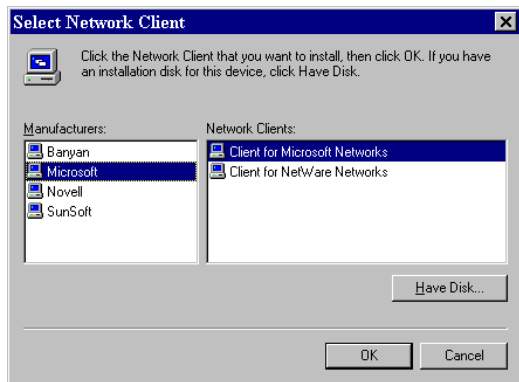 Select Network Client
Click the Network Client that you want to install, then click OK. If you have
an installation disk for this device, click Have Disk.
Manufacturers:
Banyan
Microsoft
Novell
SunSoft
Network Clients:
Client for Microsoft Networks
Client for NetWare Networks
Have Disk...
OK
Cancel